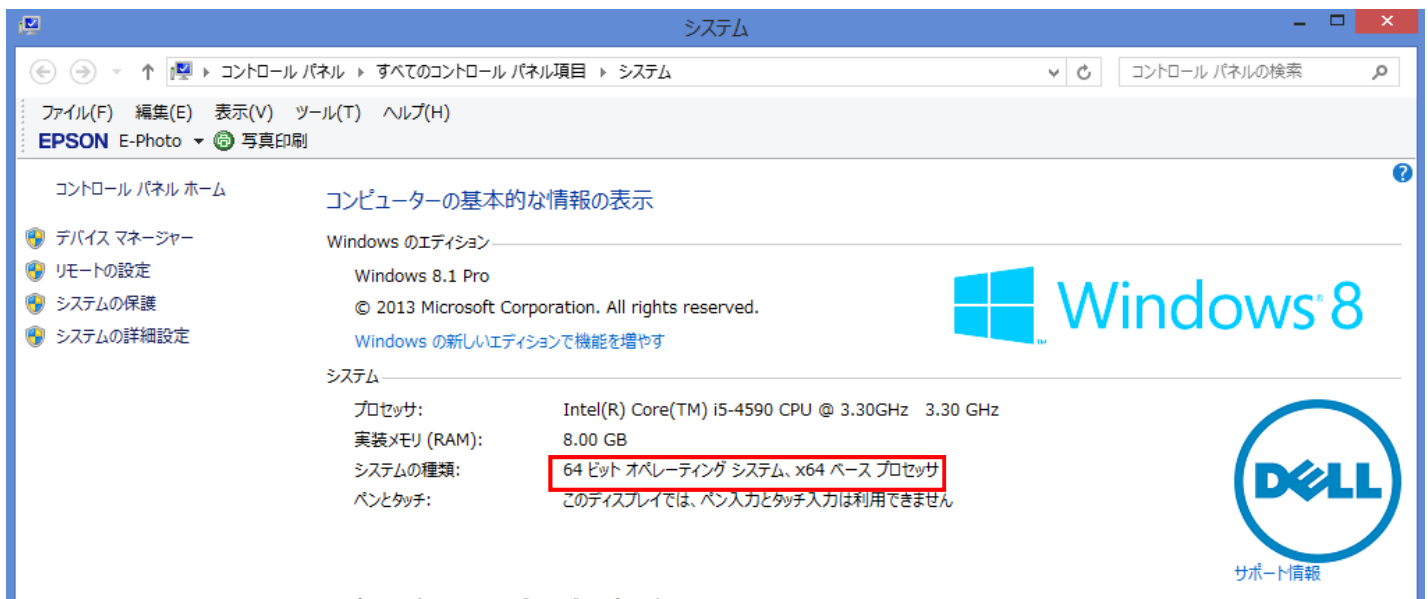 システム
コントロール パネル ▸ すべてのコントロール パネル項目 ▸ システム
コントロール パネルの検索
ファイル(F) 編集(E) 表示(V) ツール(T) ヘルプ(H)
EPSON E-Photo 写真印刷
コントロール パネル ホーム
デバイス マネージャー
リモートの設定
システムの保護
システムの詳細設定
コンピューターの基本的な情報の表示
Windows のエディション
Windows 8.1 Pro
© 2013 Microsoft Corporation. All rights reserved.
Windows の新しいエディションで機能を増やす
Windows 8
システム
プロセッサ: Intel(R) Core(TM) i5-4590 CPU @ 3.30GHz 3.30 GHz
実装メモリ (RAM): 8.00 GB
システムの種類: 64 ビット オペレーティング システム、x64 ベース プロセッサ
ペンとタッチ: このディスプレイでは、ペン入力とタッチ入力は利用できません
DELL
サポート情報